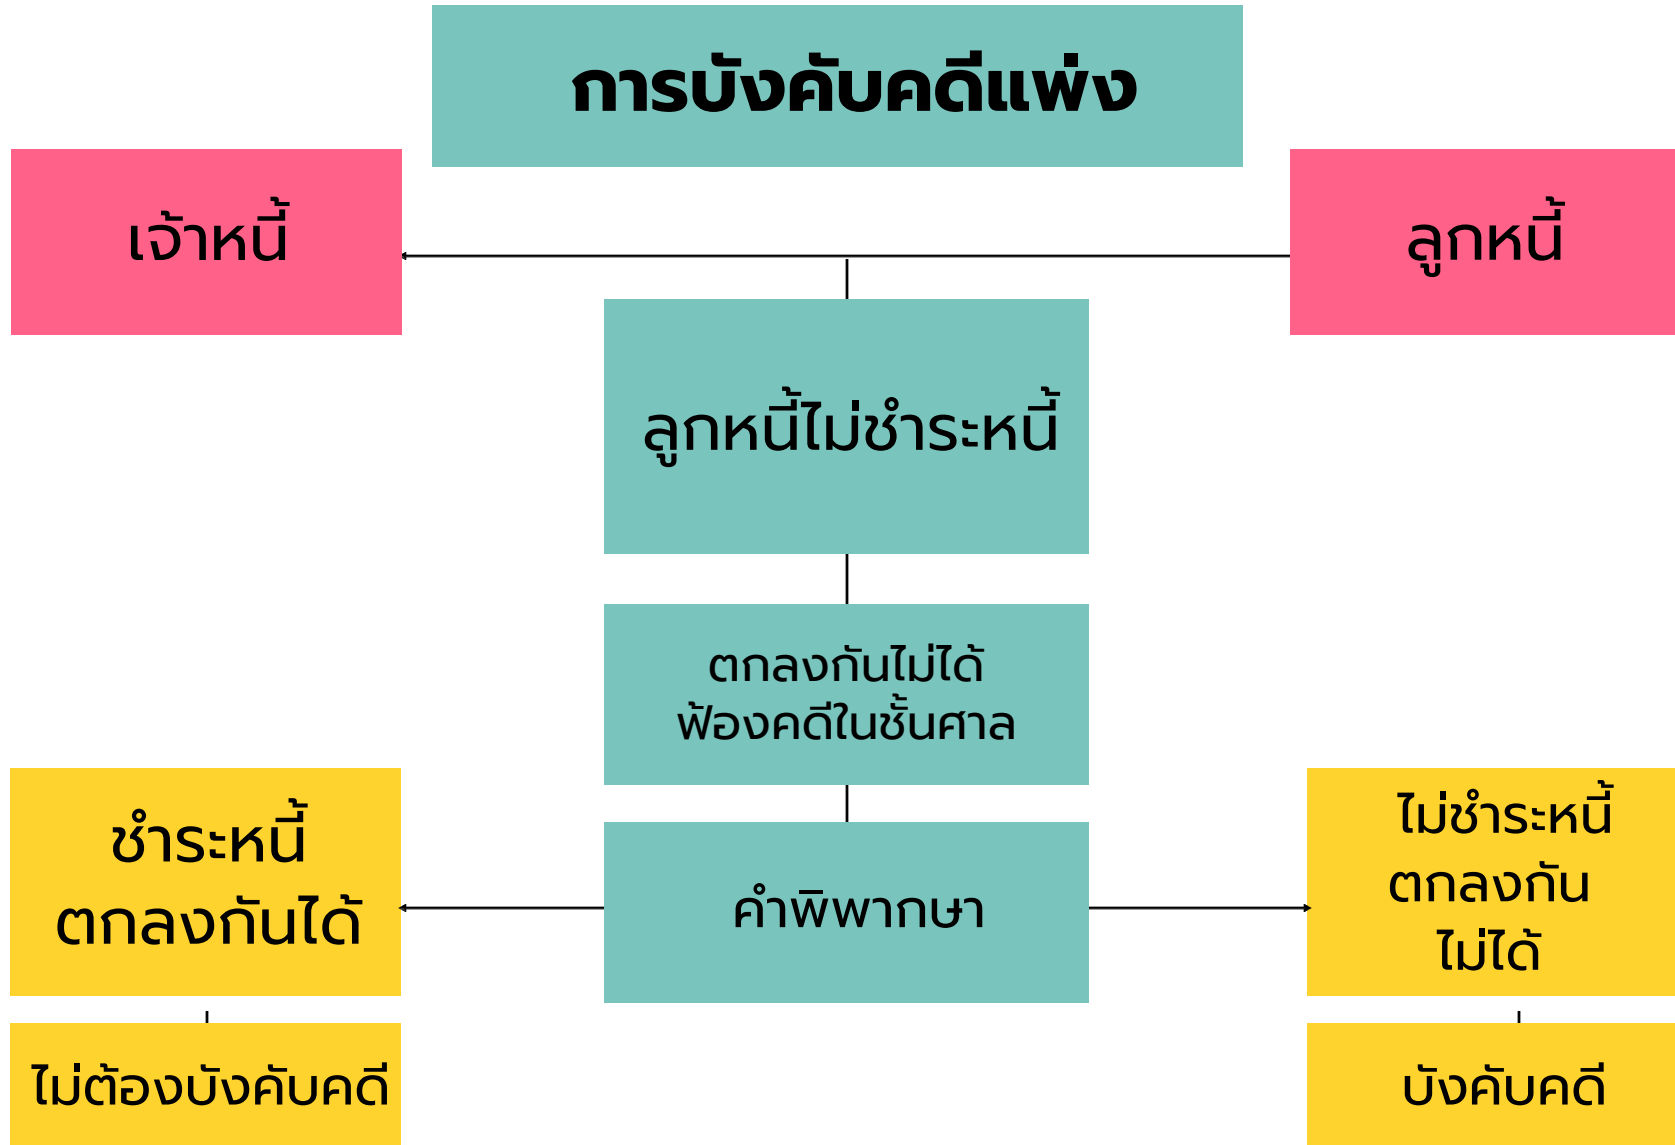 การบังคับคดีแพ่ง
เจ้าหนี้
ลูกหนี้
ลูกหนี้ไม่ชำระหนี้
ตกลงกันไม่ได้
ฟ้องคดีในชั้นศาล
คำพิพากษา
ชำระหนี้
ตกลงกันได้
ไม่ชำระหนี้
ตกลงกัน
ไม่ได้
ไม่ต้องบังคับคดี
บังคับคดี